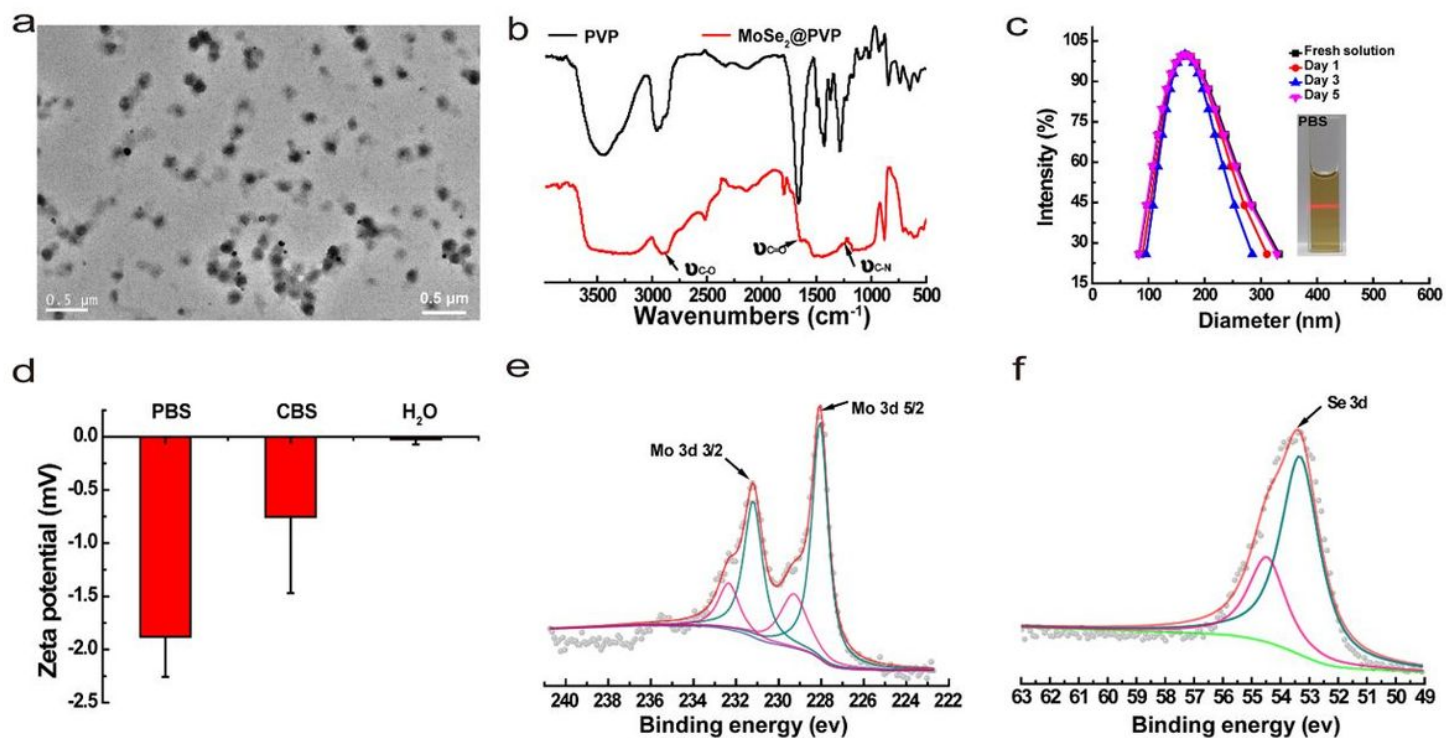 a
0.5 μm
0.5 μm
b
PVP
MoSe₂@PVP
υC-O
υC=O
υC-N
3500 3000 2500 2000 1500 1000 500
Wavenumbers (cm⁻¹)
c
105
90
75
60
45
30
15
Intensity (%)
Fresh solution
Day 1
Day 3
Day 5
PBS
0 100 200 300 400 500 600
Diameter (nm)
d
PBS CBS H₂O
0.0
-0.5
-1.0
-1.5
-2.0
-2.5
Zeta potential (mV)
e
Mo 3d 5/2
Mo 3d 3/2
240 238 236 234 232 230 228 226 224 222
Binding energy (ev)
f
Se 3d
63 62 61 60 59 58 57 56 55 54 53 52 51 50 49
Binding energy (ev)